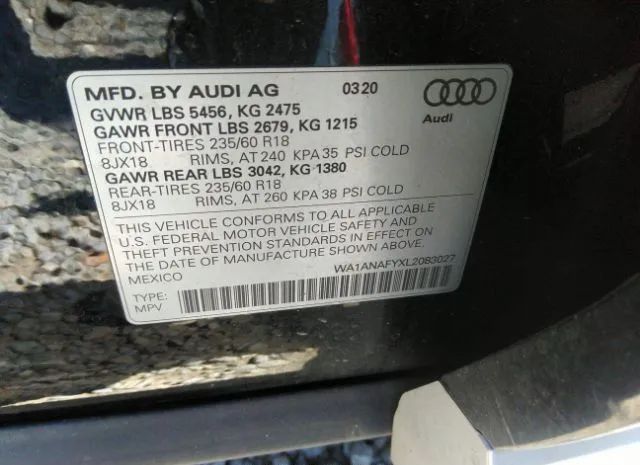 MFD. BY AUDI AG 0320
Audi
GVWR LBS 5456, KG 2475
GAWR FRONT LBS 2679, KG 1215
FRONT-TIRES 235/60 R18
8JX18 RIMS, AT 240 KPA 35 PSI COLD
GAWR REAR LBS 3042, KG 1380
REAR-TIRES 235/60 R18
8JX18 RIMS, AT 260 KPA 38 PSI COLD
THIS VEHICLE CONFORMS TO ALL APPLICABLE
U.S. FEDERAL MOTOR VEHICLE SAFETY AND
THEFT PREVENTION STANDARDS IN EFFECT ON
THE DATE OF MANUFACTURE SHOWN ABOVE.
MEXICO WA1ANAFYXL2083027
TYPE:
MPV